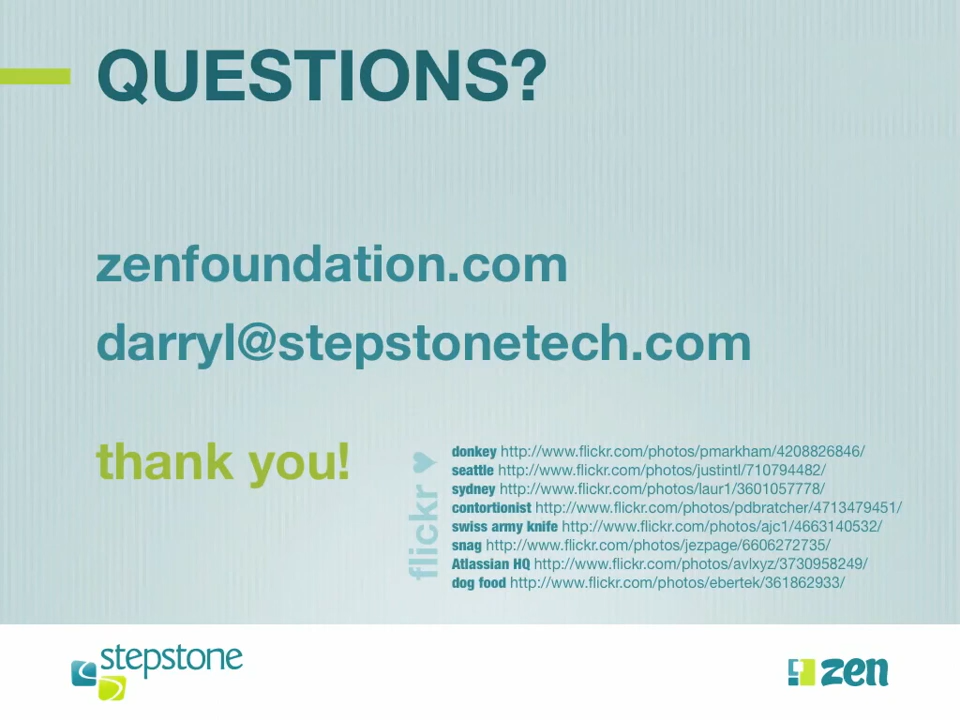 QUESTIONS?
zenfoundation.com
darryl@stepstonetech.com
thank you!
flickr ♥
donkey http://www.flickr.com/photos/pmarkham/4208826846/
seattle http://www.flickr.com/photos/justintl/710794482/
sydney http://www.flickr.com/photos/laur1/3601057778/
contortionist http://www.flickr.com/photos/pdbratcher/4713479451/
swiss army knife http://www.flickr.com/photos/ajc1/4663140532/
snag http://www.flickr.com/photos/jezpage/6606272735/
Atlassian HQ http://www.flickr.com/photos/avlxyz/3730958249/
dog food http://www.flickr.com/photos/ebertek/361862933/
stepstone
zen